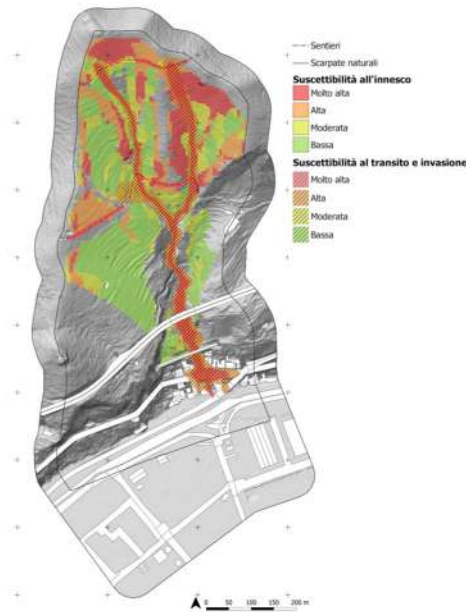 Sentieri
Scarpate naturali
Suscettibilità all'innesco
Molto alta
Alta
Moderata
Bassa
Suscettibilità al transito e invasione
Molto alta
Alta
Moderata
Bassa
0 50 100 150 200 m